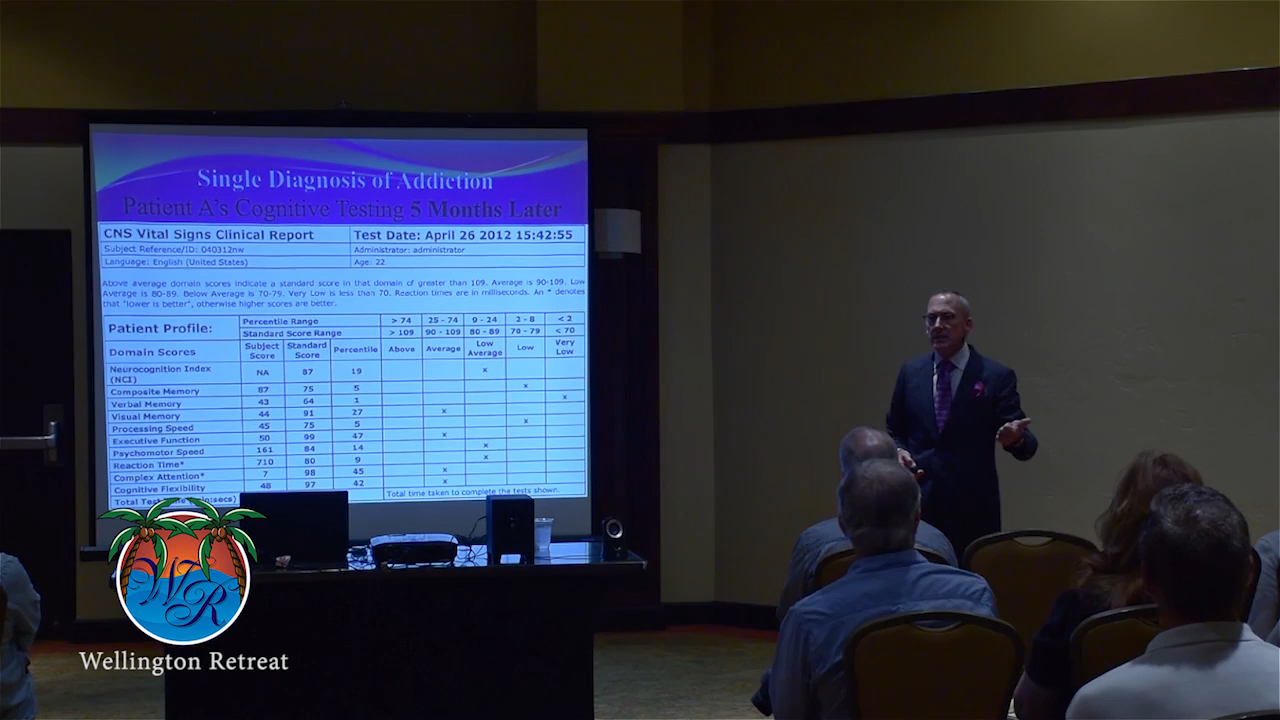 Single Diagnosis of Addiction
Patient A's Cognitive Testing 5 Months Later
CNS Vital Signs Clinical Report Test Date: April 26 2012 15:42:55
Subject Reference/ID: 040312nw Administrator: administrator
Language: English (United States) Age: 22
Above average domain scores indicate a standard score in that domain of greater than 109. Average is 90-109. Low
Average is 80-89. Below Average is 70-79. Very Low is less than 70. Reaction times are in milliseconds. An * denotes
that "lower is better", otherwise higher scores are better.
Patient Profile: Percentile Range > 74 25 - 74 9 - 24 2 - 8 < 2
Standard Score Range > 109 90 - 109 80 - 89 70 - 79 < 70
Domain Scores Subject Score Standard Score Percentile Above Average Low Average Low Very Low
Neurocognition Index (NCI) NA 87 19 x
Composite Memory 87 75 5 x
Verbal Memory 43 64 1 x
Visual Memory 44 91 27 x
Processing Speed 45 75 5 x
Executive Function 50 99 47 x
Psychomotor Speed 161 84 14 x
Reaction Time* 710 80 9 x
Complex Attention* 7 98 45 x
Cognitive Flexibility 48 97 42 x
Total Test :secs) Total time taken to complete the tests shown.
WR
Wellington Retreat